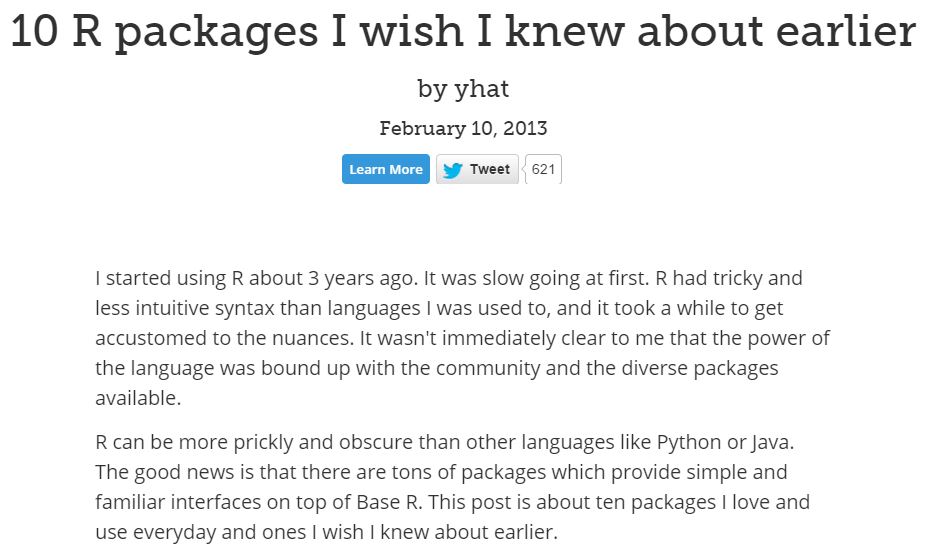 10 R packages I wish I knew about earlier
by yhat
February 10, 2013
Learn More Tweet 621
I started using R about 3 years ago. It was slow going at first. R had tricky and
less intuitive syntax than languages I was used to, and it took a while to get
accustomed to the nuances. It wasn't immediately clear to me that the power of
the language was bound up with the community and the diverse packages
available.
R can be more prickly and obscure than other languages like Python or Java.
The good news is that there are tons of packages which provide simple and
familiar interfaces on top of Base R. This post is about ten packages I love and
use everyday and ones I wish I knew about earlier.